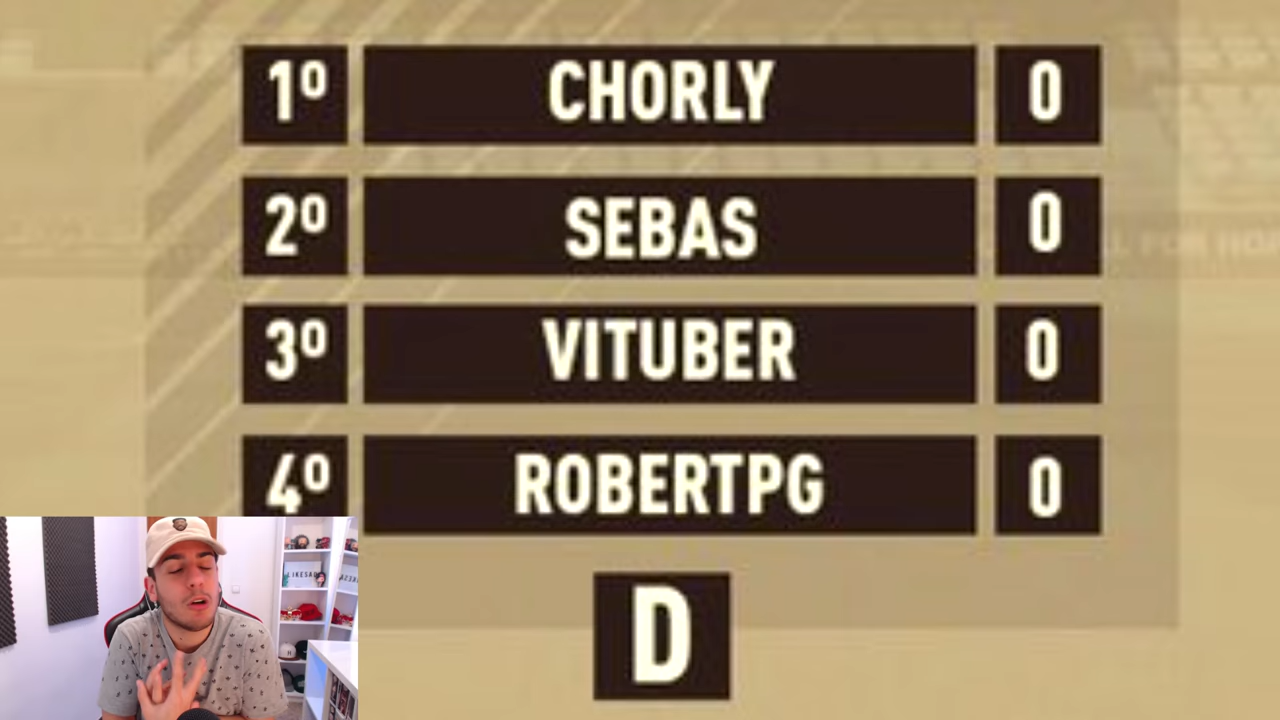 1º CHORLY 0
2º SEBAS 0
3º VITUBER 0
4º ROBERTPG 0
D